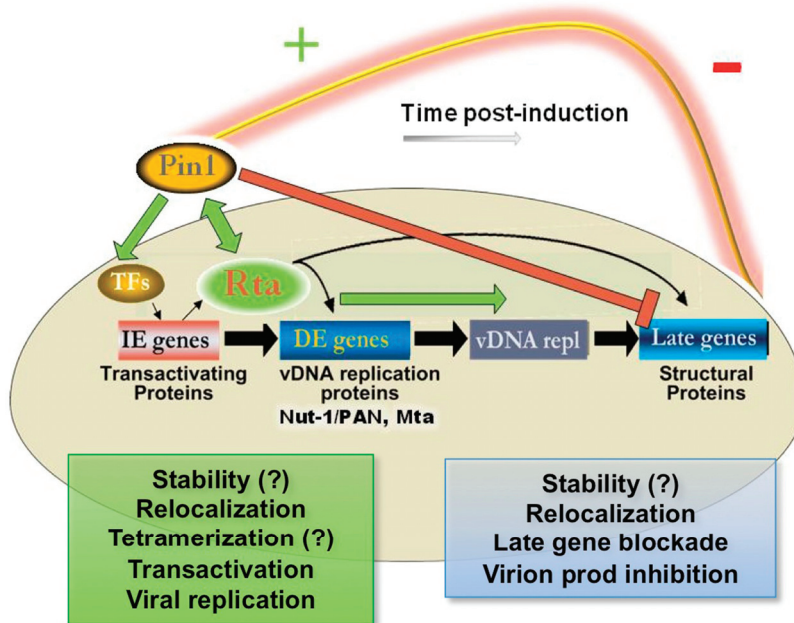 +
-
Time post-induction
Pin1
TFs
Rta
IE genes
DE genes
vDNA repl
Late genes
Transactivating
Proteins
vDNA replication
proteins
Nut-1/PAN, Mta
Structural
Proteins
Stability (?)
Relocalization
Tetramerization (?)
Transactivation
Viral replication
Stability (?)
Relocalization
Late gene blockade
Virion prod inhibition